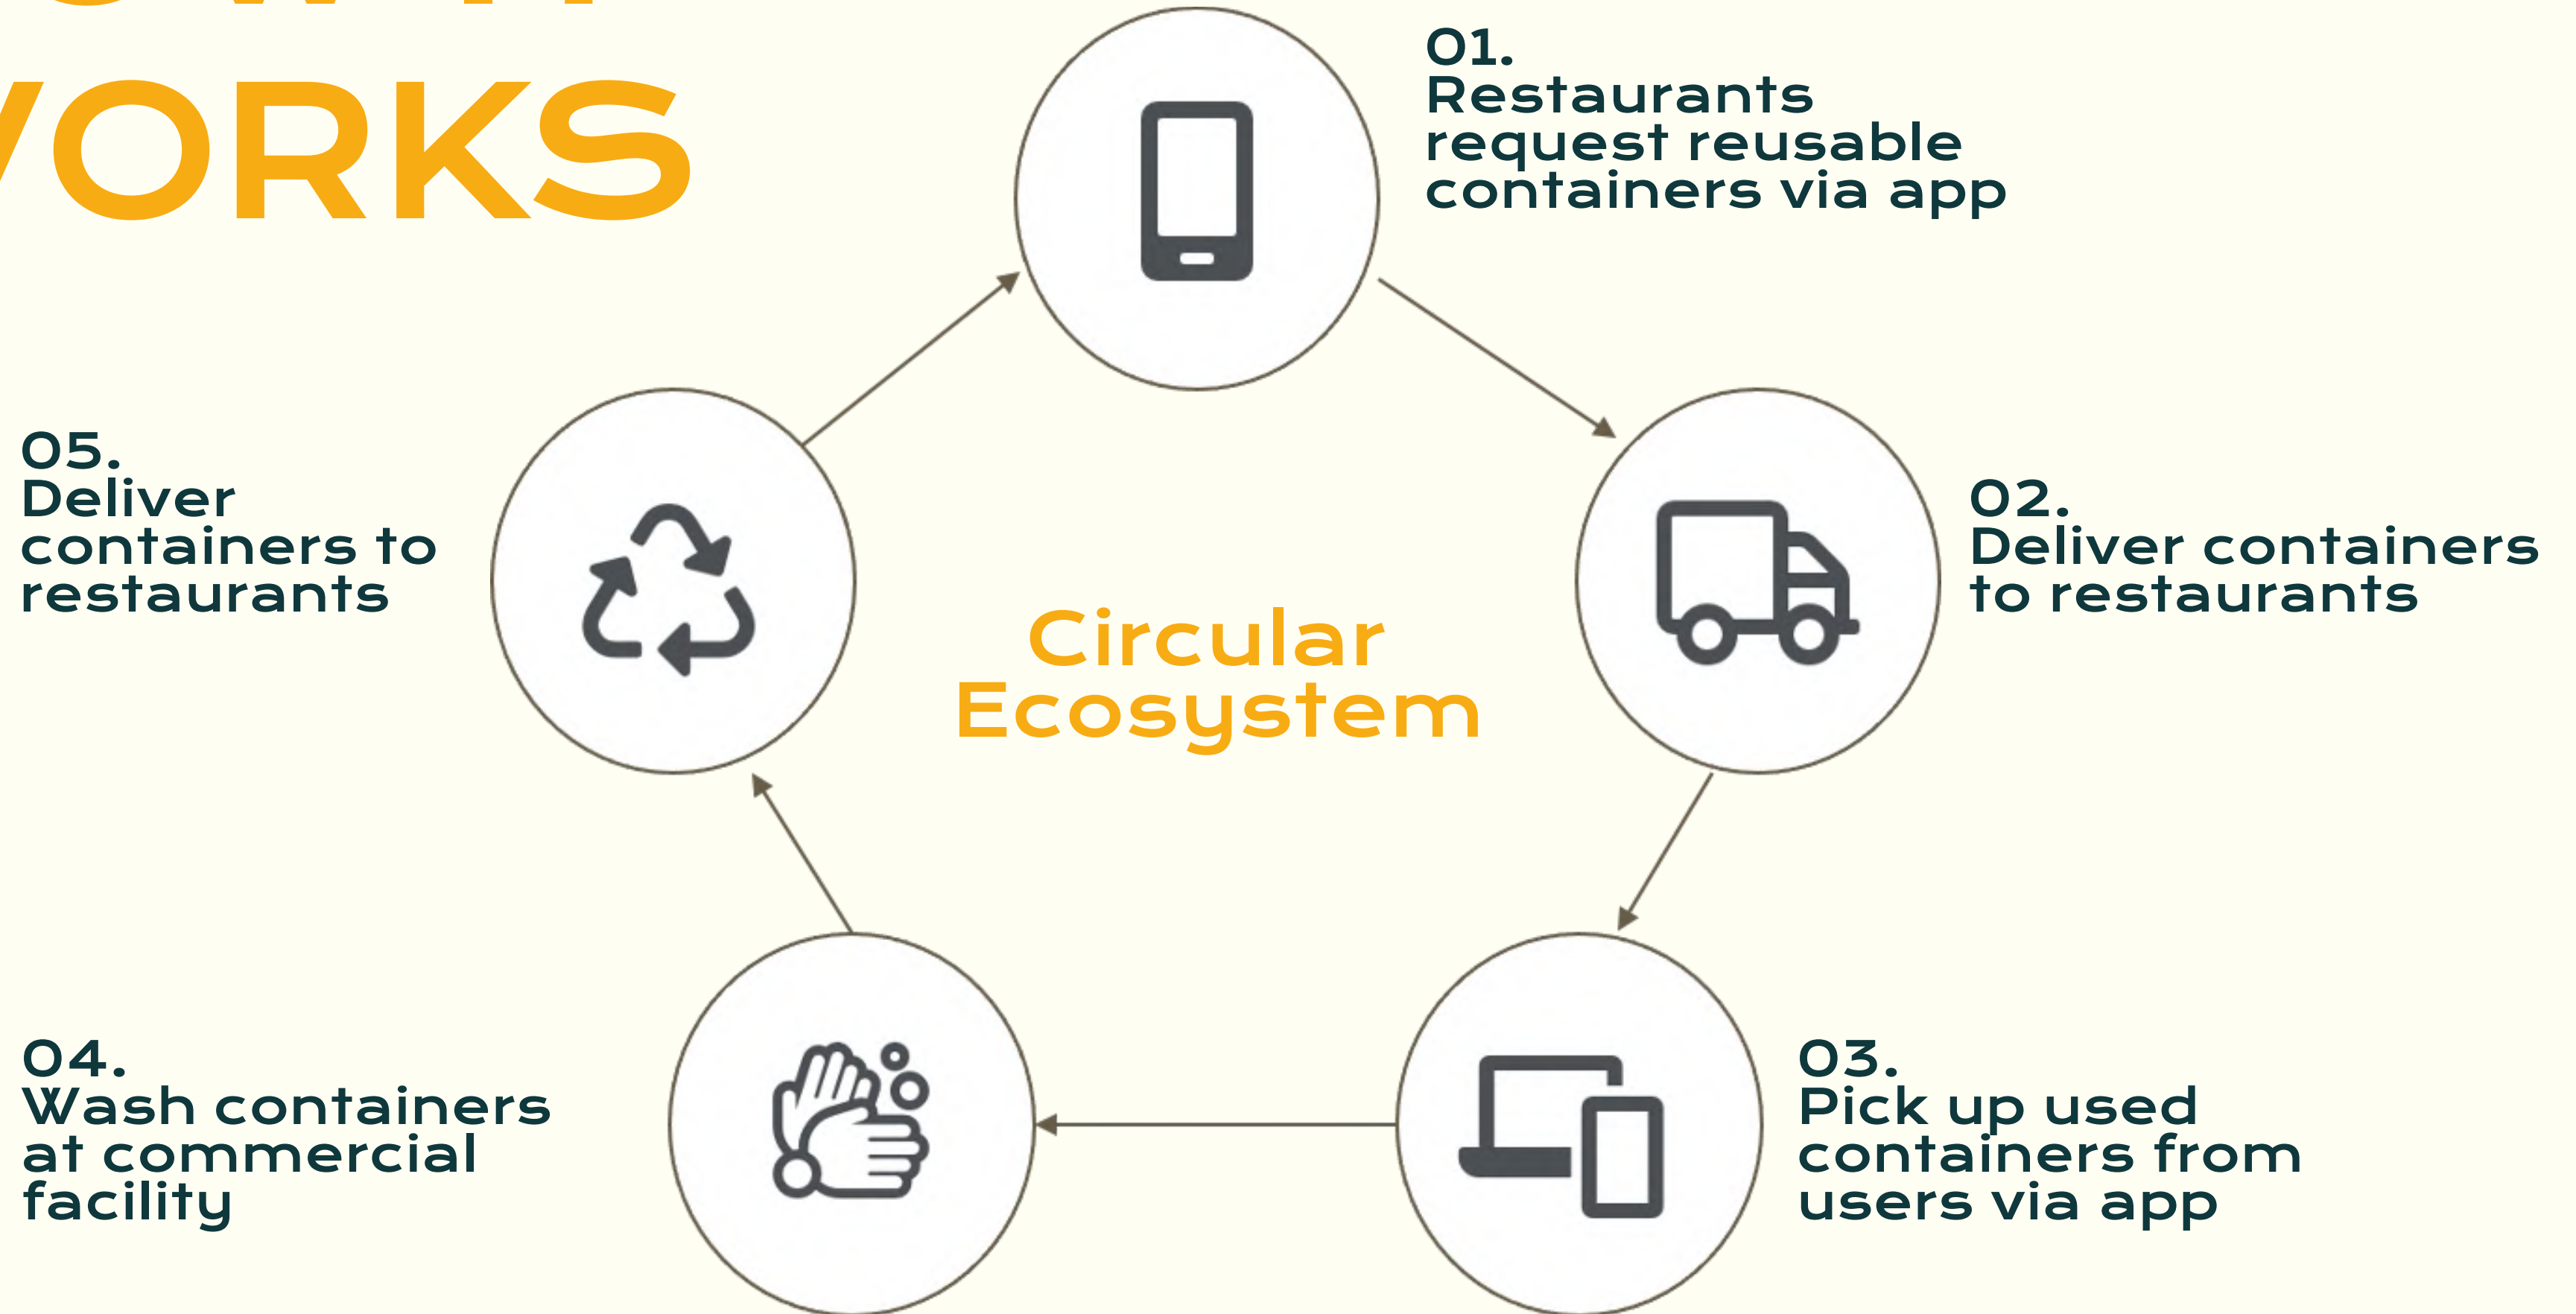 WORKS
01.
Restaurants
request reusable
containers via app
02.
Deliver containers
to restaurants
03.
Pick up used
containers from
users via app
04.
Wash containers
at commercial
facility
05.
Deliver
containers to
restaurants
Circular
Ecosystem